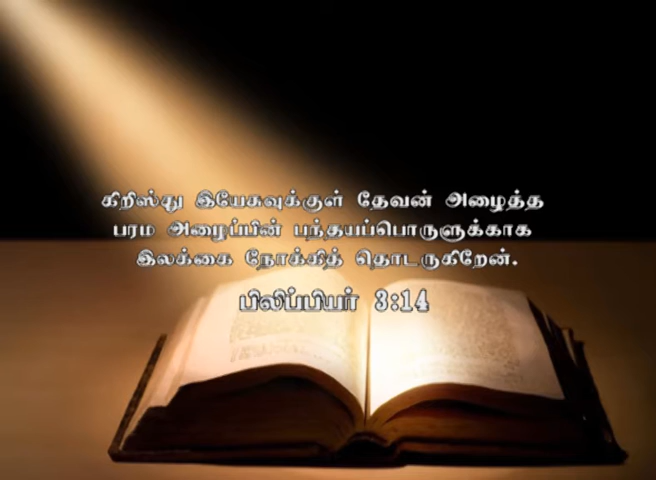 கிறிஸ்து இயேசுவுக்குள் தேவன் அழைத்த
பரம அழைப்பின் பந்தயப்பொருளுக்காக
இலக்கை நோக்கித் தொடருகிறேன்.
பிலிப்பியர் 3:14